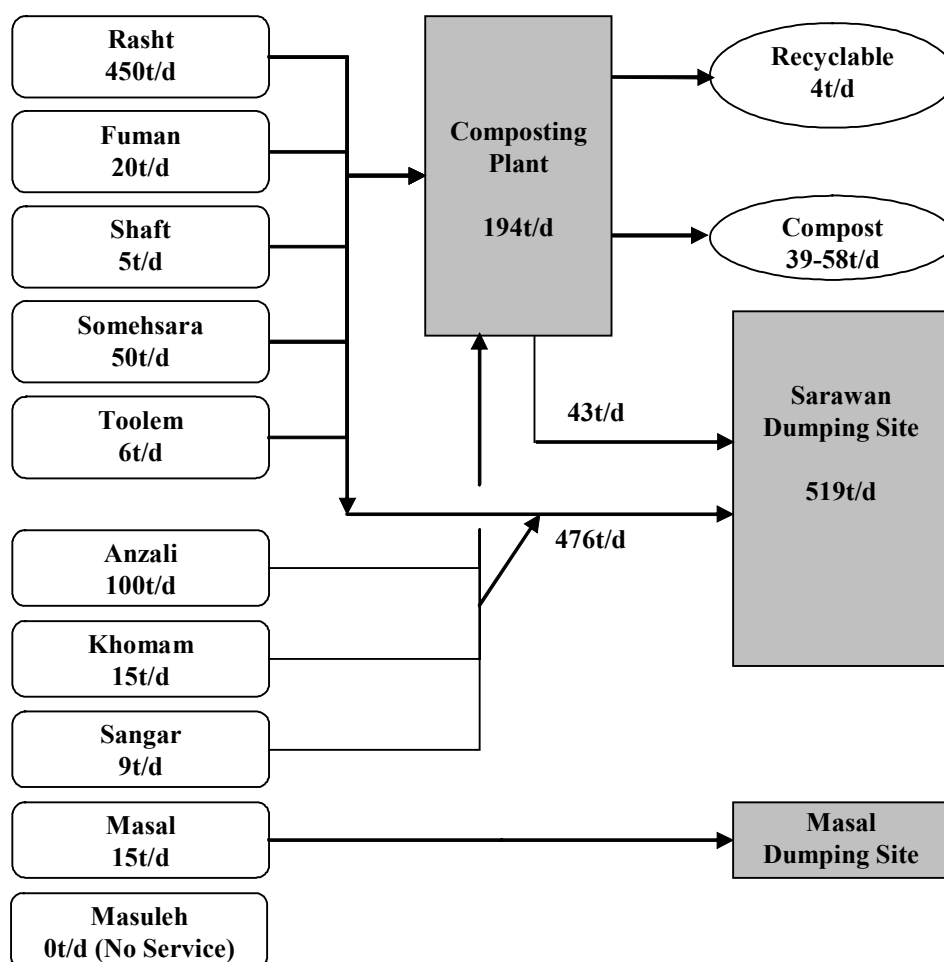 Rasht
450t/d
Fuman
20t/d
Shaft
5t/d
Somehsara
50t/d
Toolem
6t/d
Anzali
100t/d
Khomam
15t/d
Sangar
9t/d
Masal
15t/d
Masuleh
0t/d (No Service)
Composting
Plant
194t/d
Recyclable
4t/d
Compost
39-58t/d
43t/d
476t/d
Sarawan
Dumping Site
519t/d
Masal
Dumping Site